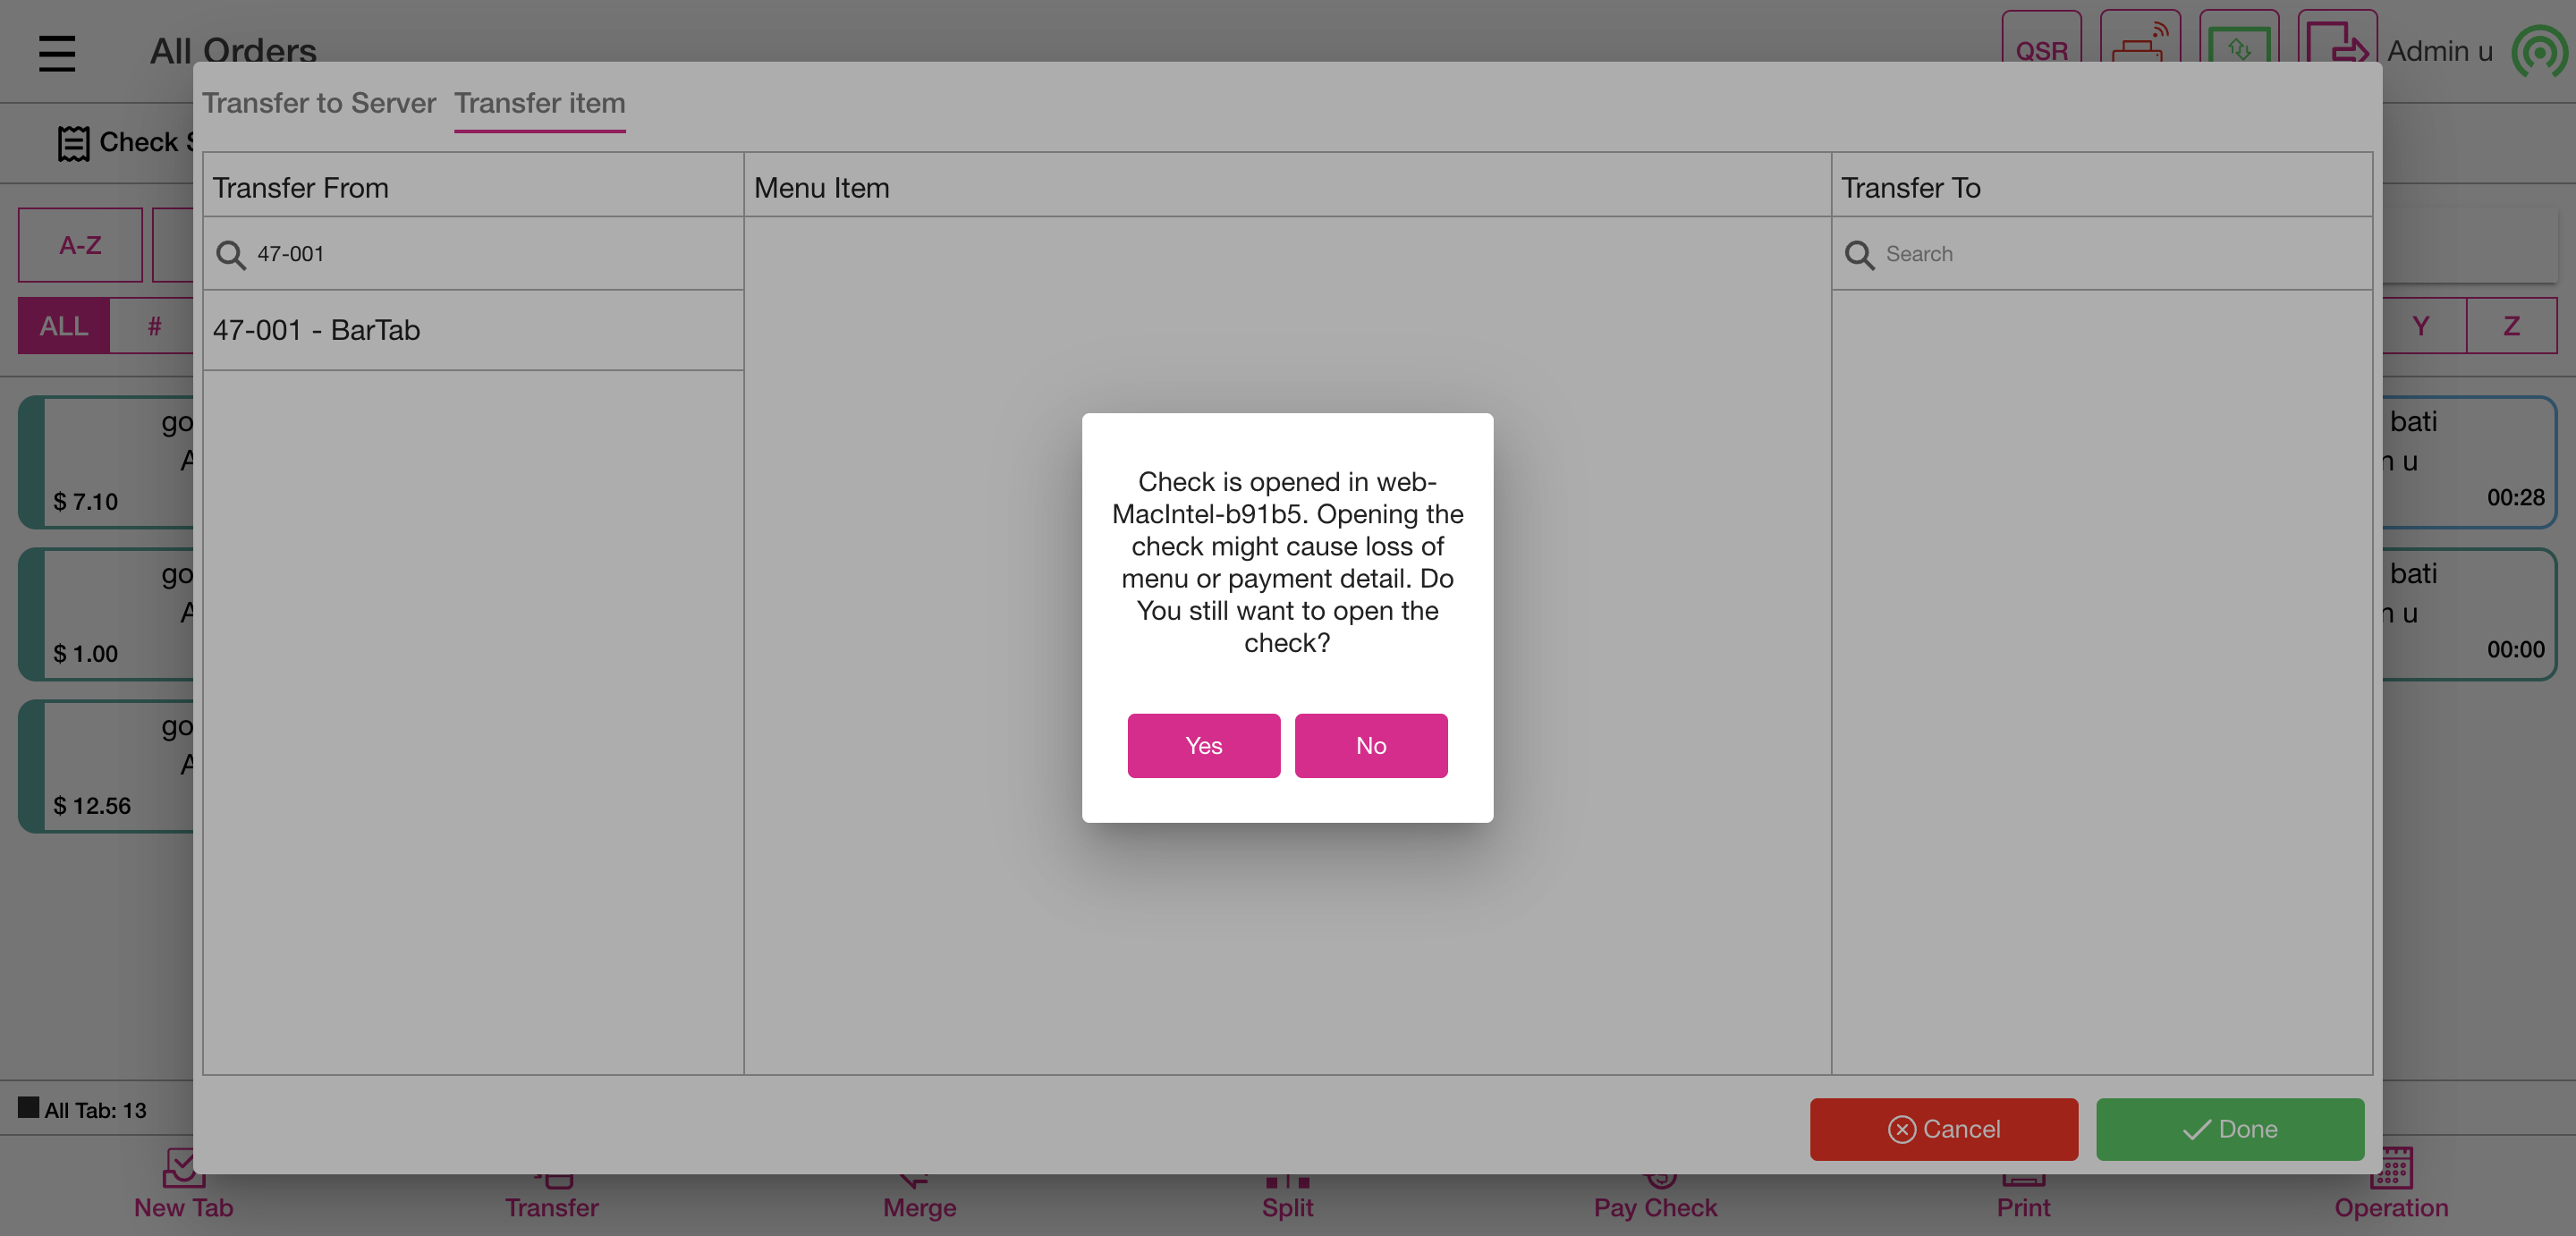 All Orders
QSR
Admin u
Transfer to Server
Transfer item
Check
Transfer From
Menu Item
Transfer To
A-Z
47-001
Search
ALL
#
47-001 - BarTab
Y
Z
go
A
$ 7.10
go
A
$ 1.00
go
A
$ 12.56
Check is opened in web-
MacIntel-b91b5. Opening the
check might cause loss of
menu or payment detail. Do
You still want to open the
check?
Yes
No
bati
u
00:28
bati
u
00:00
All Tab: 13
Cancel
Done
New Tab
Transfer
Merge
Split
Pay Check
Print
Operation